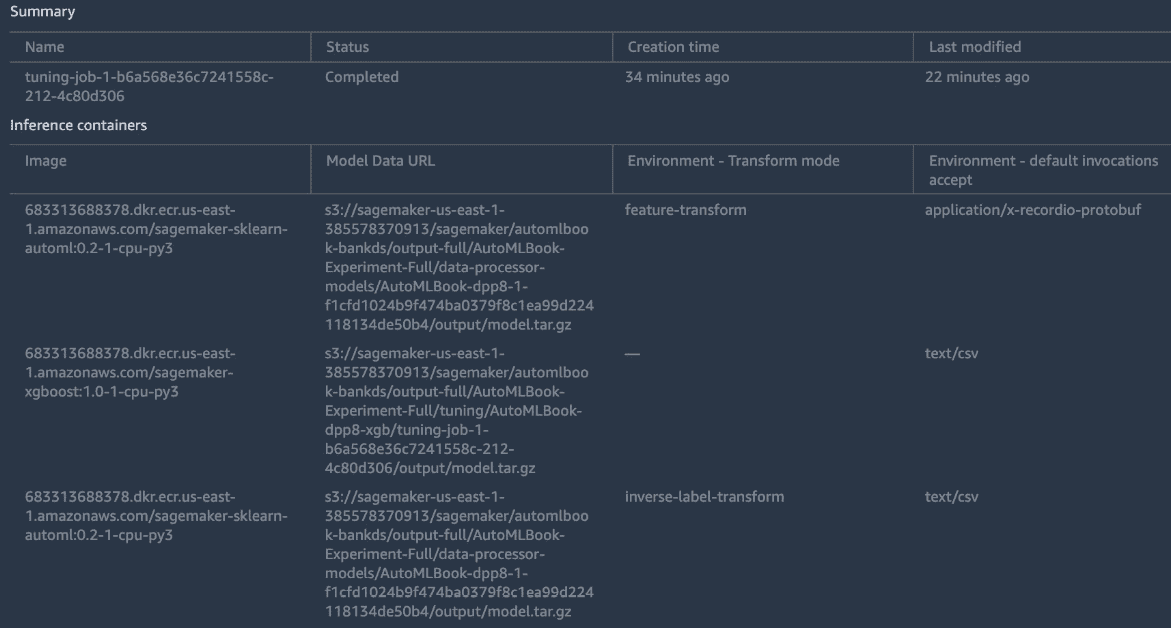 Summary
Name Status Creation time Last modified
tuning-job-1-b6a568e36c7241558c-
212-4c80d306
Completed
34 minutes ago
22 minutes ago
Inference containers
Image
Model Data URL
Environment - Transform mode
Environment - default invocations
accept
683313688378.dkr.ecr.us-east-
1.amazonaws.com/sagemaker-sklearn-
automl:0.2-1-cpu-py3
s3://sagemaker-us-east-1-
385578370913/sagemaker/automlboo
k-bankds/output-full/AutoMLBook-
Experiment-Full/data-processor-
models/AutoMLBook-dpp8-1-
f1cfd1024b9f474ba0379f8c1ea99d224
118134de50b4/output/model.tar.gz
feature-transform
application/x-recordio-protobuf
683313688378.dkr.ecr.us-east-
1.amazonaws.com/sagemaker-
xgboost:1.0-1-cpu-py3
s3://sagemaker-us-east-1-
385578370913/sagemaker/automlboo
k-bankds/output-full/AutoMLBook-
Experiment-Full/tuning/AutoMLBook-
dpp8-xgb/tuning-job-1-
b6a568e36c7241558c-212-
4c80d306/output/model.tar.gz
—
text/csv
683313688378.dkr.ecr.us-east-
1.amazonaws.com/sagemaker-sklearn-
automl:0.2-1-cpu-py3
s3://sagemaker-us-east-1-
385578370913/sagemaker/automlboo
k-bankds/output-full/AutoMLBook-
Experiment-Full/data-processor-
models/AutoMLBook-dpp8-1-
f1cfd1024b9f474ba0379f8c1ea99d224
118134de50b4/output/model.tar.gz
inverse-label-transform
text/csv